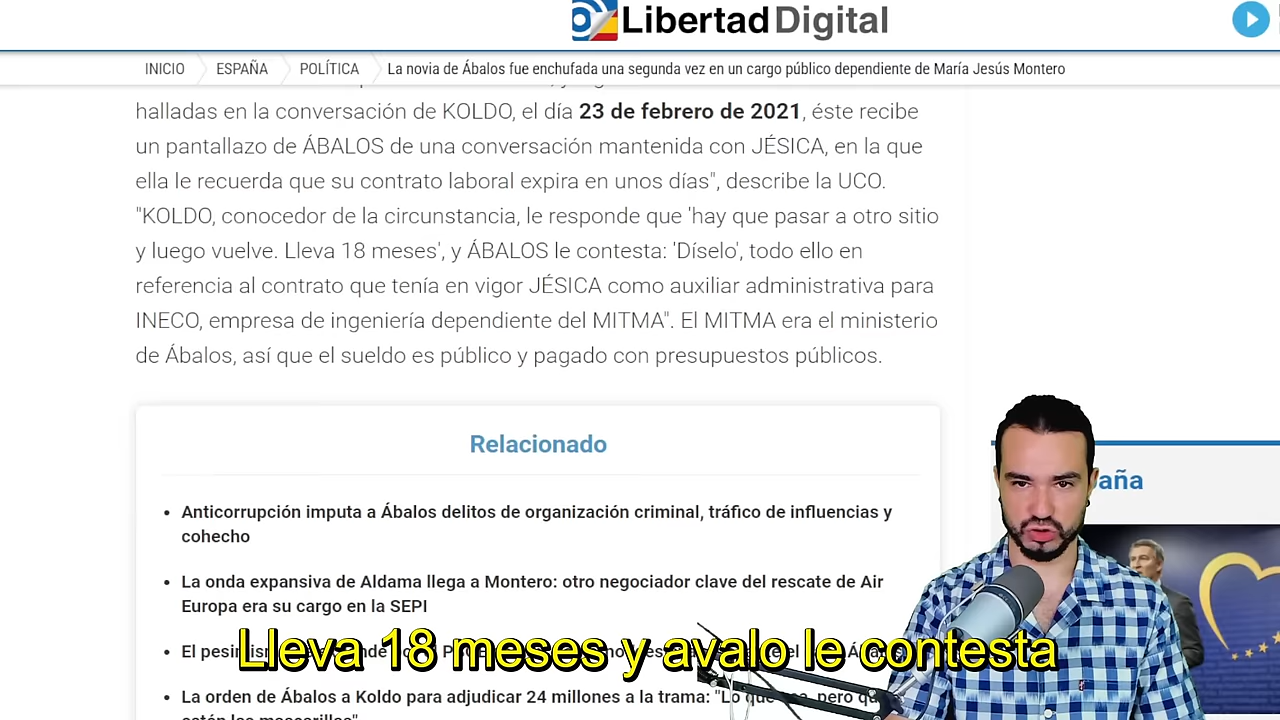 Libertad Digital
INICIO ESPAÑA POLÍTICA La novia de Ábalos fue enchufada una segunda vez en un cargo público dependiente de María Jesús Montero
halladas en la conversación de KOLDO, el día 23 de febrero de 2021, éste recibe
un pantallazo de ÁBALOS de una conversación mantenida con JÉSICA, en la que
ella le recuerda que su contrato laboral expira en unos días", describe la UCO.
"KOLDO, conocedor de la circunstancia, le responde que 'hay que pasar a otro sitio
y luego vuelve. Lleva 18 meses', y ÁBALOS le contesta: 'Díselo', todo ello en
referencia al contrato que tenía en vigor JÉSICA como auxiliar administrativa para
INECO, empresa de ingeniería dependiente del MITMA". El MITMA era el ministerio
de Ábalos, así que el sueldo es público y pagado con presupuestos públicos.
Relacionado
Anticorrupción imputa a Ábalos delitos de organización criminal, tráfico de influencias y
cohecho
La onda expansiva de Aldama llega a Montero: otro negociador clave del rescate de Air
Europa era su cargo en la SEPI
El
Lleva 18 meses y avalo le contesta
La orden de Ábalos a Koldo para adjudicar 24 millones a la trama: "Lo pero